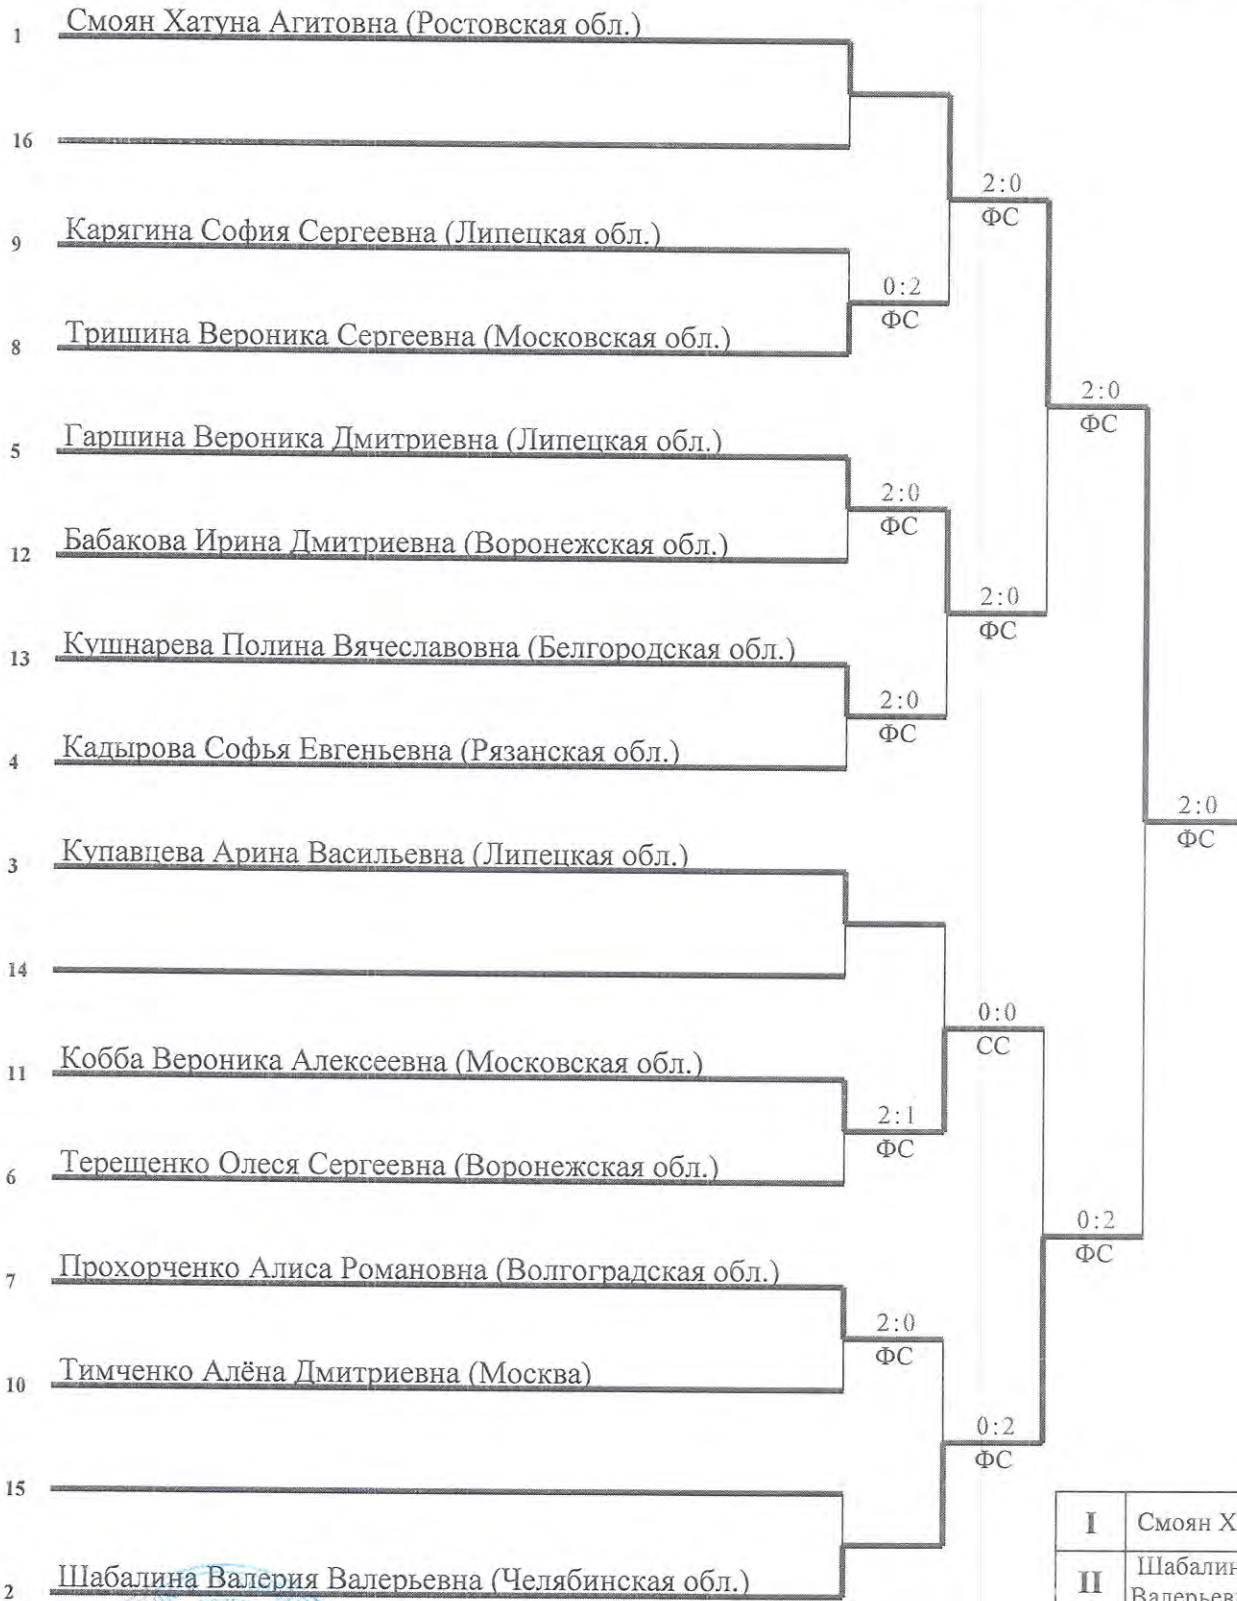 1 Смоян Хатуна Агитовна (Ростовская обл.)
16
2:0
ФС
9 Карягина София Сергеевна (Липецкая обл.)
0:2
ФС
8 Тришина Вероника Сергеевна (Московская обл.)
2:0
ФС
5 Гаршина Вероника Дмитриевна (Липецкая обл.)
2:0
ФС
12 Бабакова Ирина Дмитриевна (Воронежская обл.)
2:0
ФС
13 Кушнарева Полина Вячеславовна (Белгородская обл.)
2:0
ФС
4 Кадырова Софья Евгеньевна (Рязанская обл.)
2:0
ФС
3 Купавцева Арина Васильевна (Липецкая обл.)
14
0:0
СС
11 Кобба Вероника Алексеевна (Московская обл.)
2:1
ФС
6 Терещенко Олеся Сергеевна (Воронежская обл.)
0:2
ФС
7 Прохорченко Алиса Романовна (Волгоградская обл.)
2:0
ФС
10 Тимченко Алёна Дмитриевна (Москва)
0:2
ФС
15
I Смоян Х
2 Шабалина Валерия Валерьевна (Челябинская обл.)
II Шабалин
Валерьев